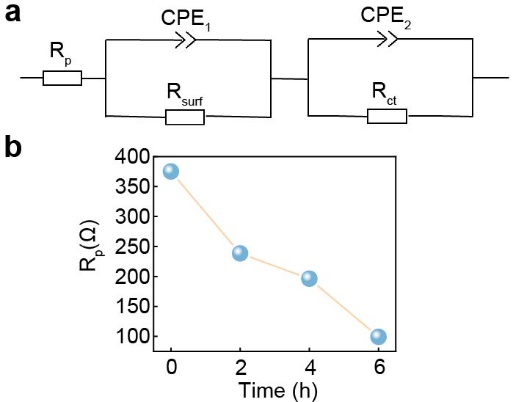 a
CPE1
CPE2
Rp
Rsurf
Rct
b
Rp(Ω)
400
350
300
250
200
150
100
0 2 4 6
Time (h)